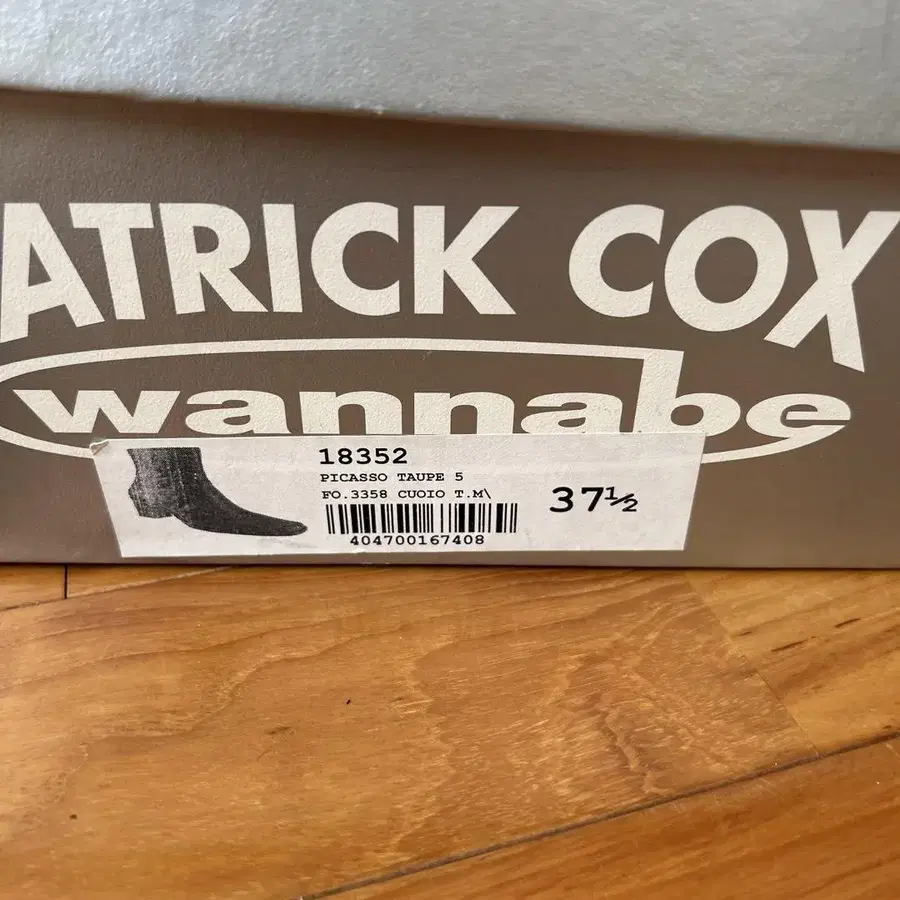 ATRICK COX
wannabe
18352
PICASSO TAUPE 5
FO.3358 CUOIO T.M\
37½
404700167408